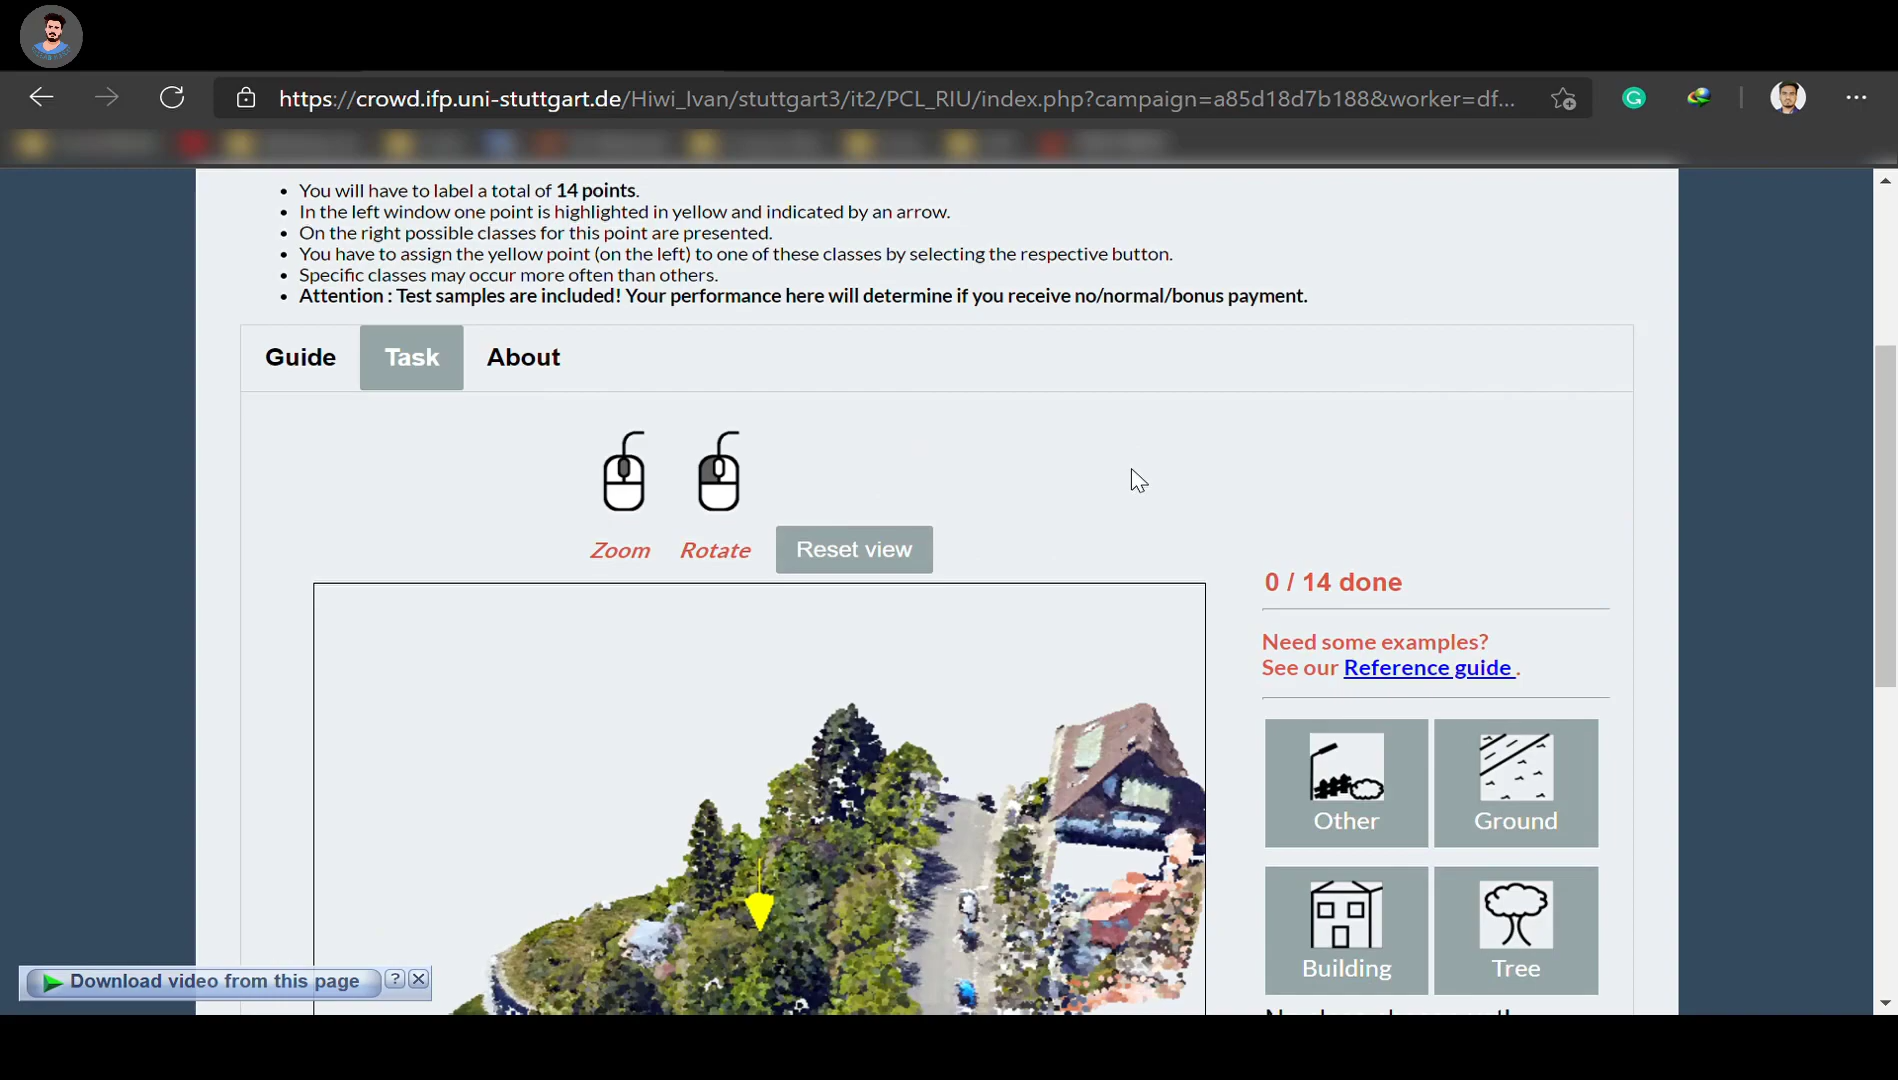 https://crowd.ifp.uni-stuttgart.de/Hiwi_Ivan/stuttgart3/it2/PCL_RIU/index.php?campaign=a85d18d7b188&worker=df...
You will have to label a total of 14 points.
In the left window one point is highlighted in yellow and indicated by an arrow.
On the right possible classes for this point are presented.
You have to assign the yellow point (on the left) to one of these classes by selecting the respective button.
Specific classes may occur more often than others.
Attention : Test samples are included! Your performance here will determine if you receive no/normal/bonus payment.
Guide Task About
Zoom Rotate Reset view
0 / 14 done
Need some examples?
See our Reference guide .
Other Ground
Building Tree
Download video from this page ?